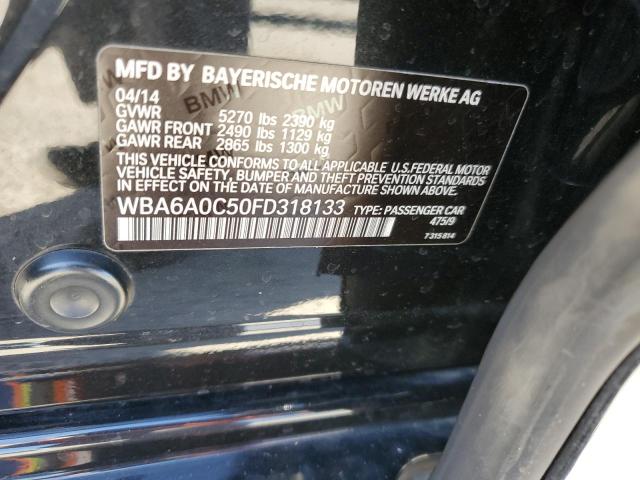 MFD BY BAYERISCHE MOTOREN WERKE AG
04/14
GVWR 5270 lbs 2390 kg
GAWR FRONT 2490 lbs 1129 kg
GAWR REAR 2865 lbs 1300 kg
THIS VEHICLE CONFORMS TO ALL APPLICABLE U.S.FEDERAL MOTOR
VEHICLE SAFETY, BUMPER AND THEFT PREVENTION STANDARDS
IN EFFECT ON THE DATE OF MANUFACTURE SHOWN ABOVE.
WBA6A0C50FD318133 TYPE: PASSENGER CAR
475/9
7315814
BMW
BMW